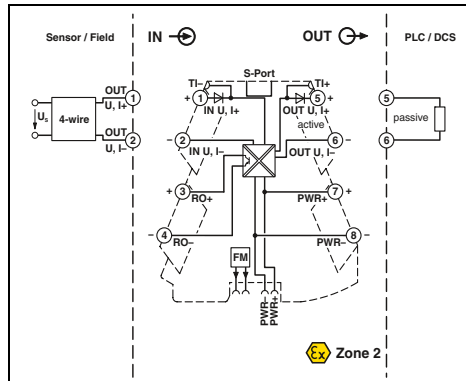 Sensor / Field
IN
OUT
PLC / DCS
S-Port
TI–
TI+
OUT
1
+
1
5
+
5
U, I+
IN U, I+
OUT U, I+
active
Us
4-wire
passive
OUT
2
–
2
6
–
6
U, I–
IN U, I–
OUT U, I–
+
3
7
+
RO+
PWR+
–
4
8
–
RO–
PWR–
FM
PWR–
PWR+
Ex
Zone 2